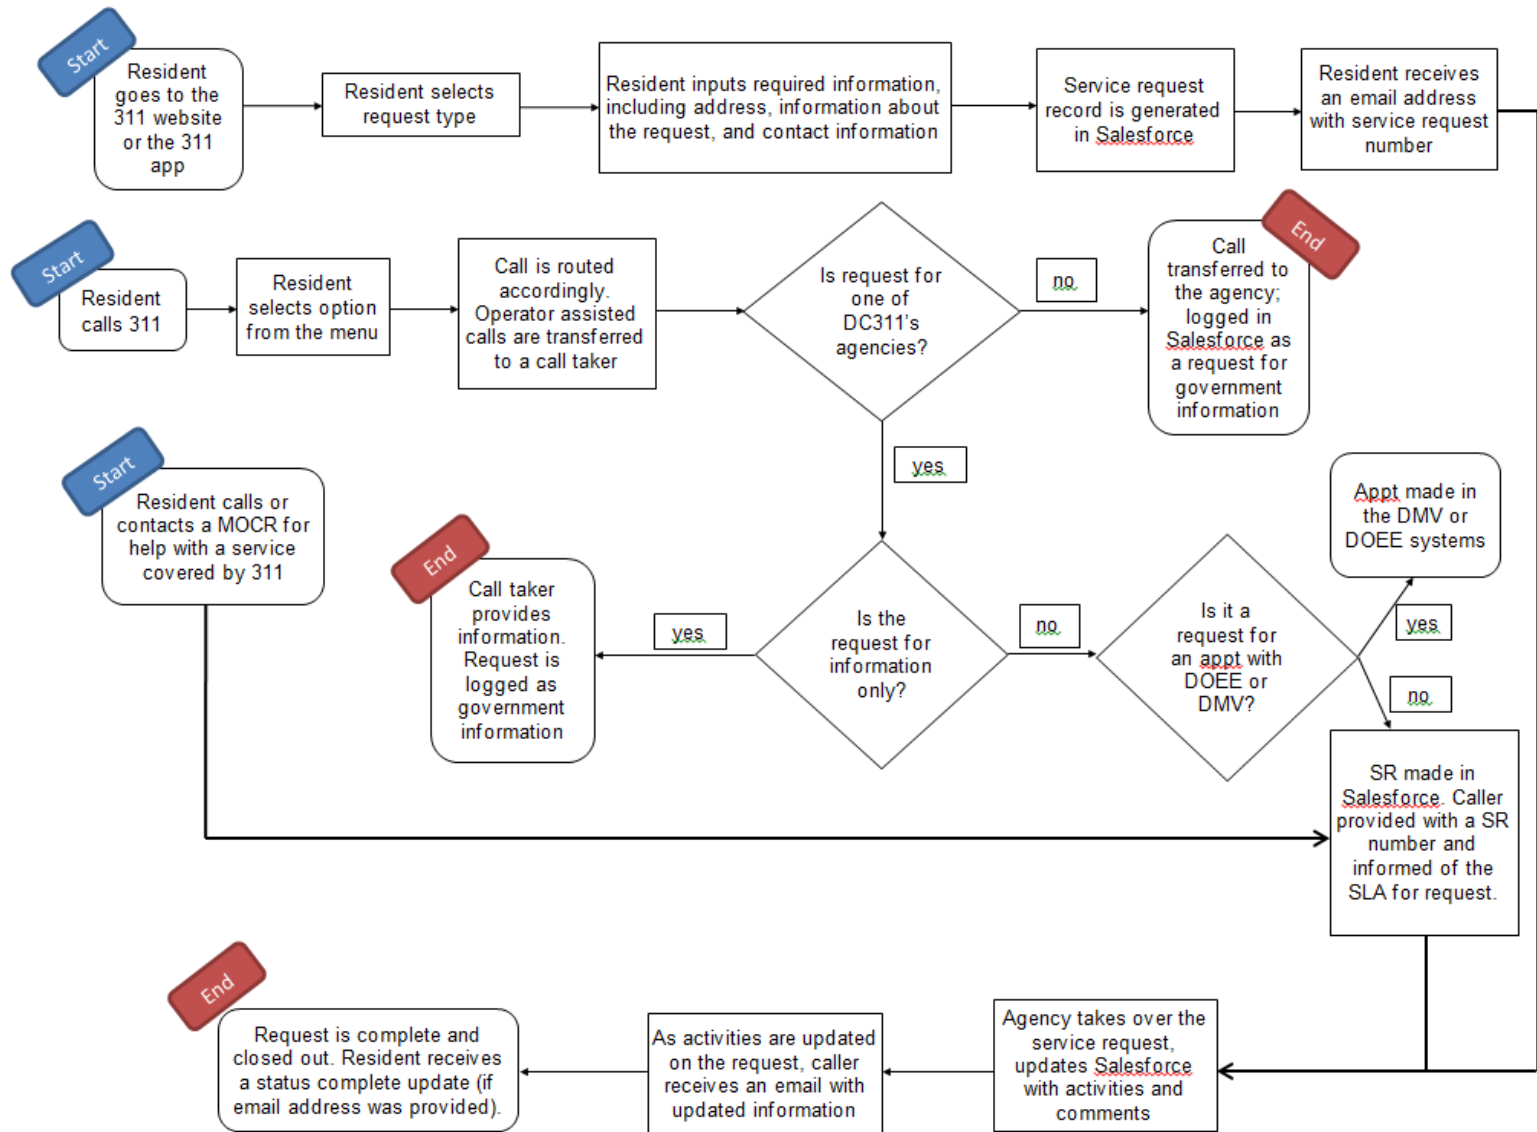 Start
Resident
goes to the
311 website
or the 311
app
Resident selects
request type
Resident inputs required information,
including address, information about
the request, and contact information
Service request
record is generated
in Salesforce
Resident receives
an email address
with service request
number
Start
Resident
calls 311
Resident
selects option
from the menu
Call is routed
accordingly.
Operator assisted
calls are transferred
to a call taker
Is request for
one of
DC311's
agencies?
no
End
Call
transferred to
the agency;
logged in
Salesforce as
a request for
government
information
yes
Start
Resident calls or
contacts a MOCR for
help with a service
covered by 311
End
Call taker
provides
information.
Request is
logged as
government
information
yes
Is the
request for
information
only?
no
Is it a
request for
an appt with
DOEE or
DMV?
Appt made in
the DMV or
DOEE systems
yes
no
SR made in
Salesforce. Caller
provided with a SR
number and
informed of the
SLA for request.
End
Request is complete and
closed out. Resident receives
a status complete update (if
email address was provided).
As activities are updated
on the request, caller
receives an email with
updated information
Agency takes over the
service request,
updates Salesforce
with activities and
comments